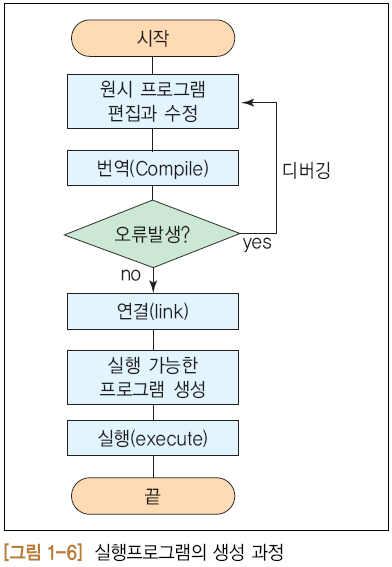 시작
원시 프로그램
편집과 수정
번역(Compile)
디버깅
오류발생?
yes
no
연결(link)
실행 가능한
프로그램 생성
실행(execute)
끝
[그림 1-6] 실행프로그램의 생성 과정